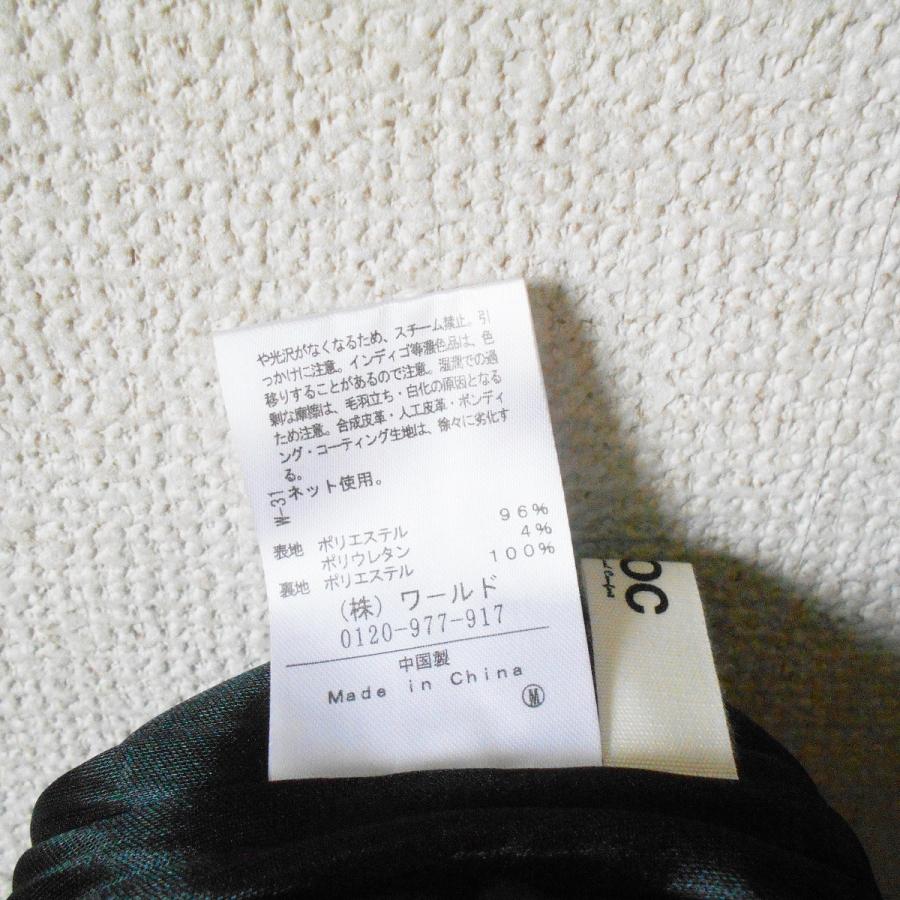 や光沢がなくなるため、スチーム禁止。引
っかけに注意。インディゴ等濃色品は、色
移りすることがあるので注意。湿潤での過
剰な摩擦は、毛羽立ち・白化の原因となる
ため注意。合成皮革・人工皮革・ボンディ
ング・コーティング生地は、徐々に劣化す
る。
W-31 ネット使用。
表地 ポリエステル 96%
ポリウレタン 4%
裏地 ポリエステル 100%
(株) ワールド
0120-977-917
中国製
Made in China
M
OC
Comfort